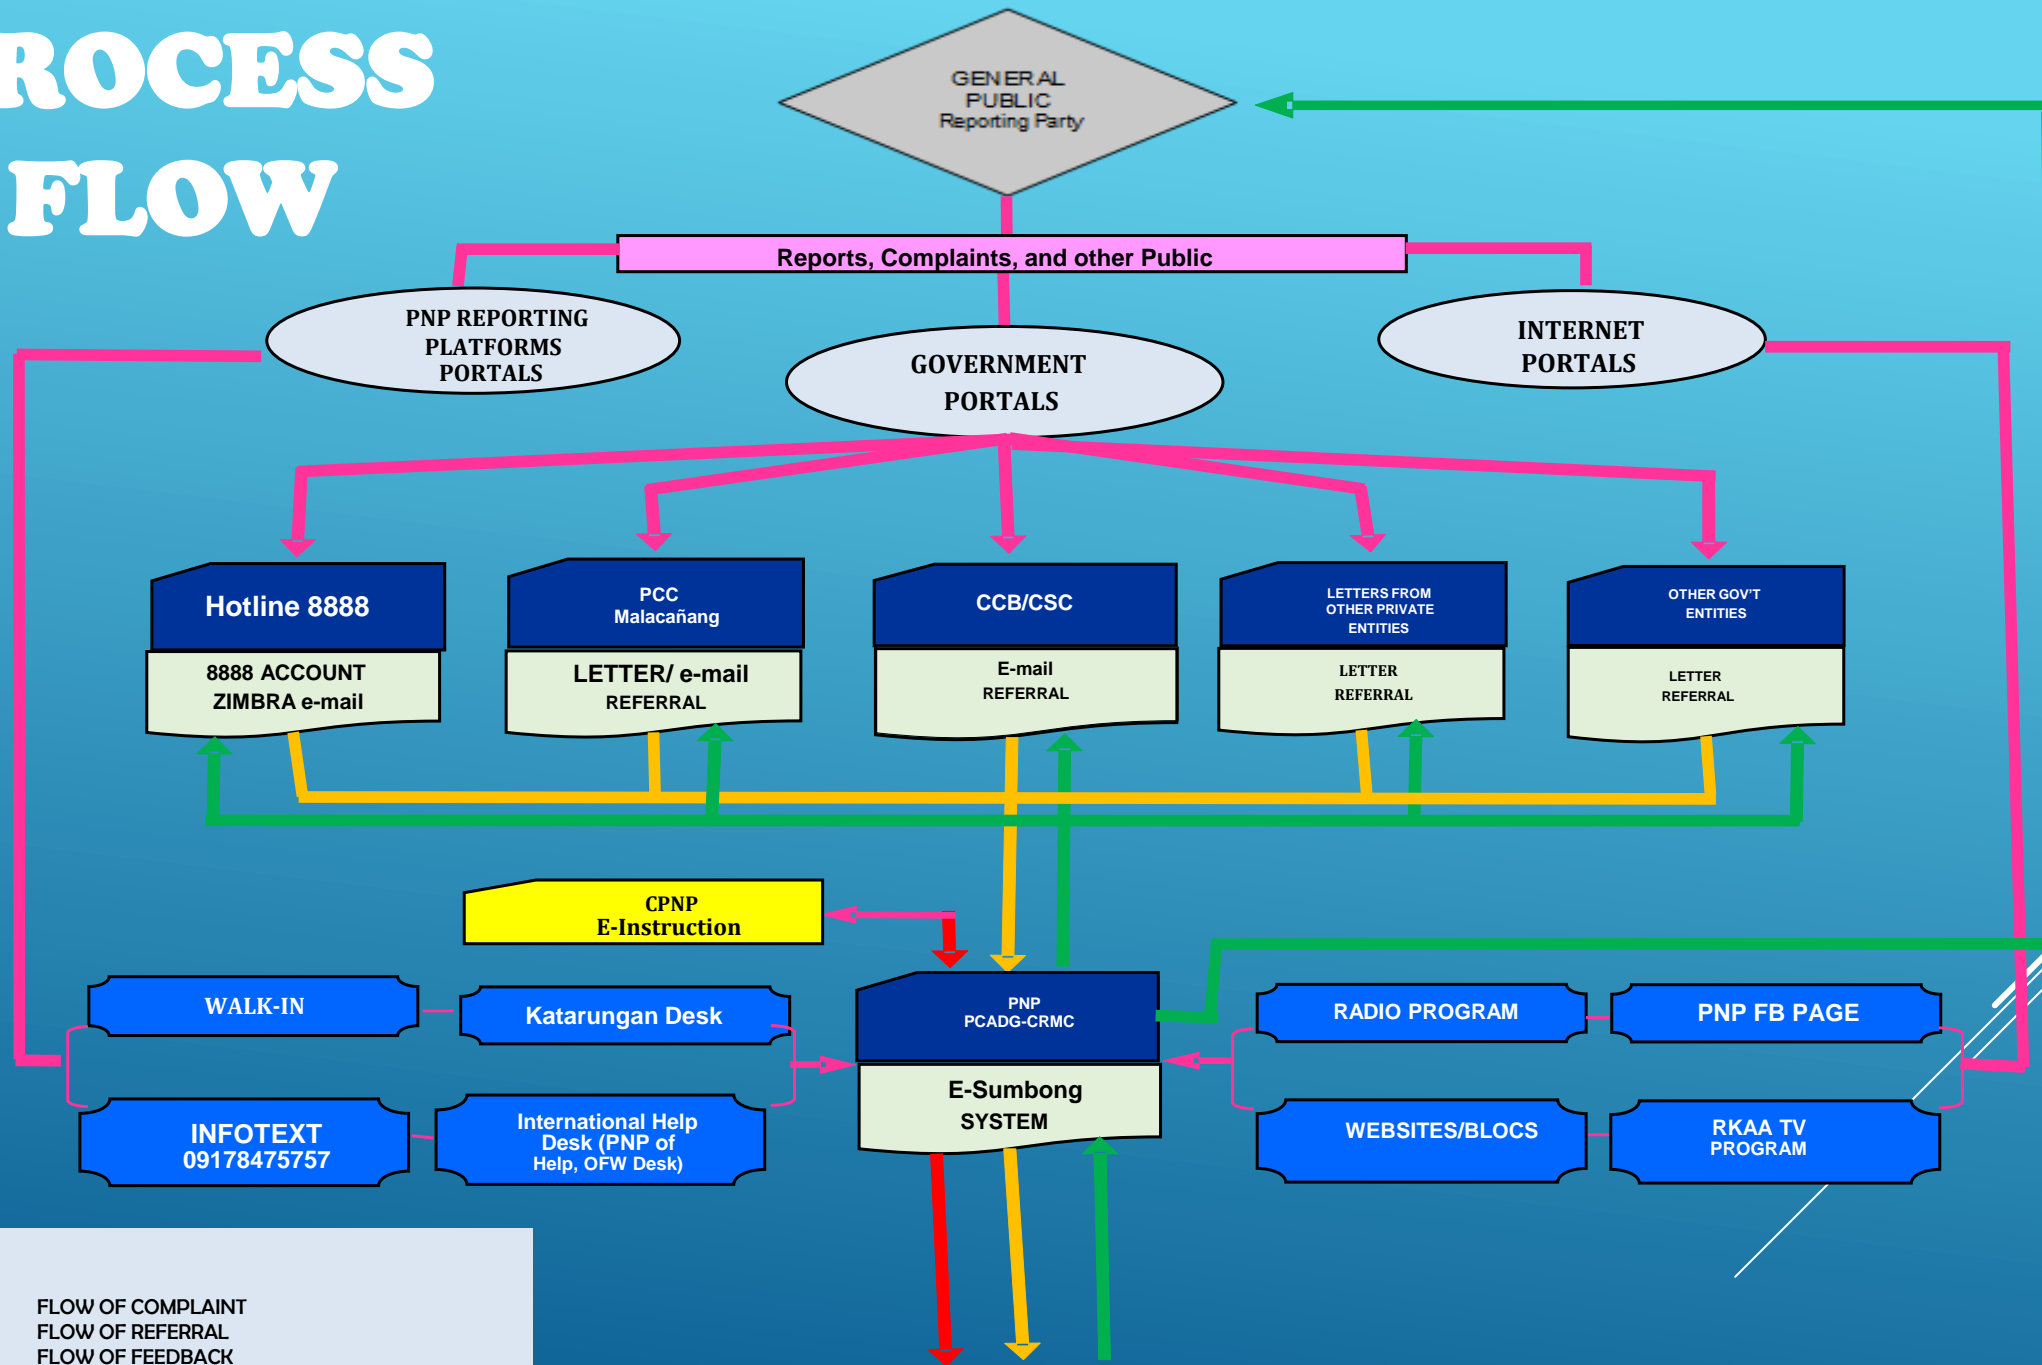 ROCESS
FLOW
GENERAL
PUBLIC
Reporting Party
Reports, Complaints, and other Public
PNP REPORTING
PLATFORMS
PORTALS
GOVERNMENT
PORTALS
INTERNET
PORTALS
Hotline 8888
8888 ACCOUNT
ZIMBRA e-mail
PCC
Malacañang
LETTER/ e-mail
REFERRAL
CCB/CSC
E-mail
REFERRAL
LETTERS FROM
OTHER PRIVATE
ENTITIES
LETTER
REFERRAL
OTHER GOV'T
ENTITIES
LETTER
REFERRAL
CPNP
E-Instruction
WALK-IN
Katarungan Desk
INFOTEXT
09178475757
International Help
Desk (PNP of
Help, OFW Desk)
PNP
PCADG-CRMC
E-Sumbong
SYSTEM
RADIO PROGRAM
PNP FB PAGE
WEBSITES/BLOCS
RKAA TV
PROGRAM
FLOW OF COMPLAINT
FLOW OF REFERRAL
FLOW OF FEEDBACK